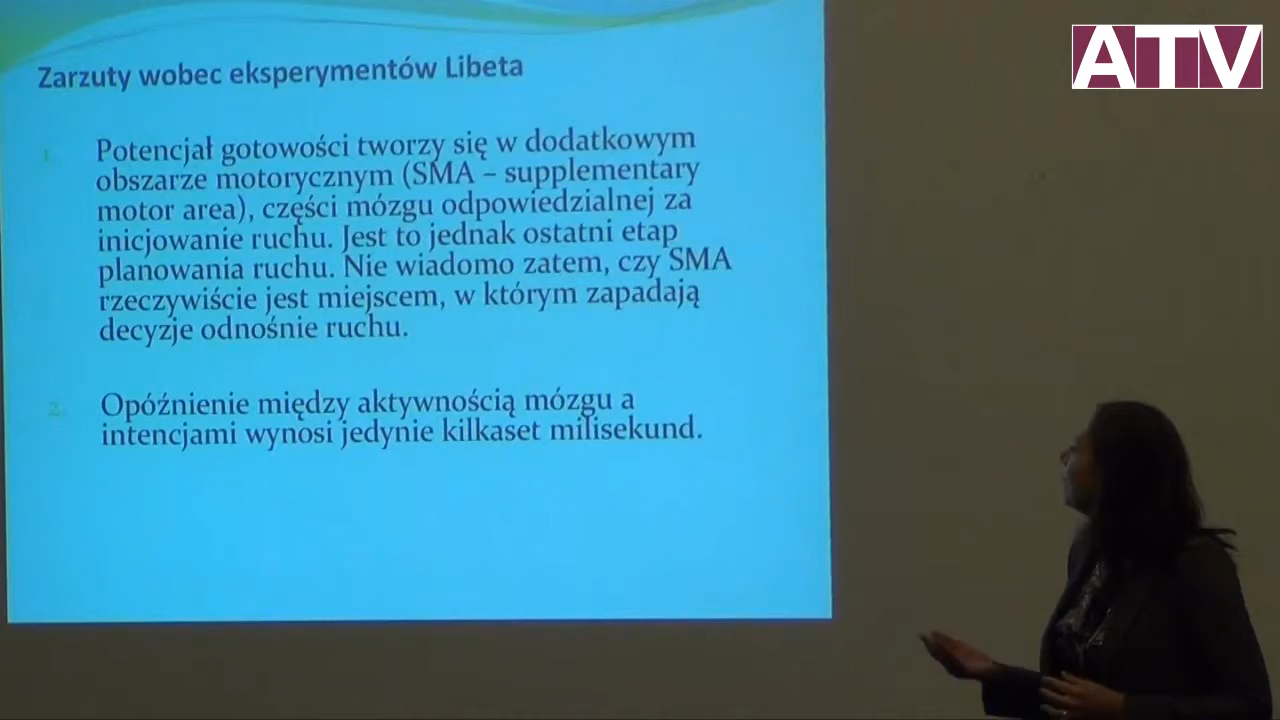 ATV
Zarzuty wobec eksperymentów Libeta
1. Potencjał gotowości tworzy się w dodatkowym
obszarze motorycznym (SMA – supplementary
motor area), części mózgu odpowiedzialnej za
inicjowanie ruchu. Jest to jednak ostatni etap
planowania ruchu. Nie wiadomo zatem, czy SMA
rzeczywiście jest miejscem, w którym zapadają
decyzje odnośnie ruchu.
2. Opóźnienie między aktywnością mózgu a
intencjami wynosi jedynie kilkaset milisekund.